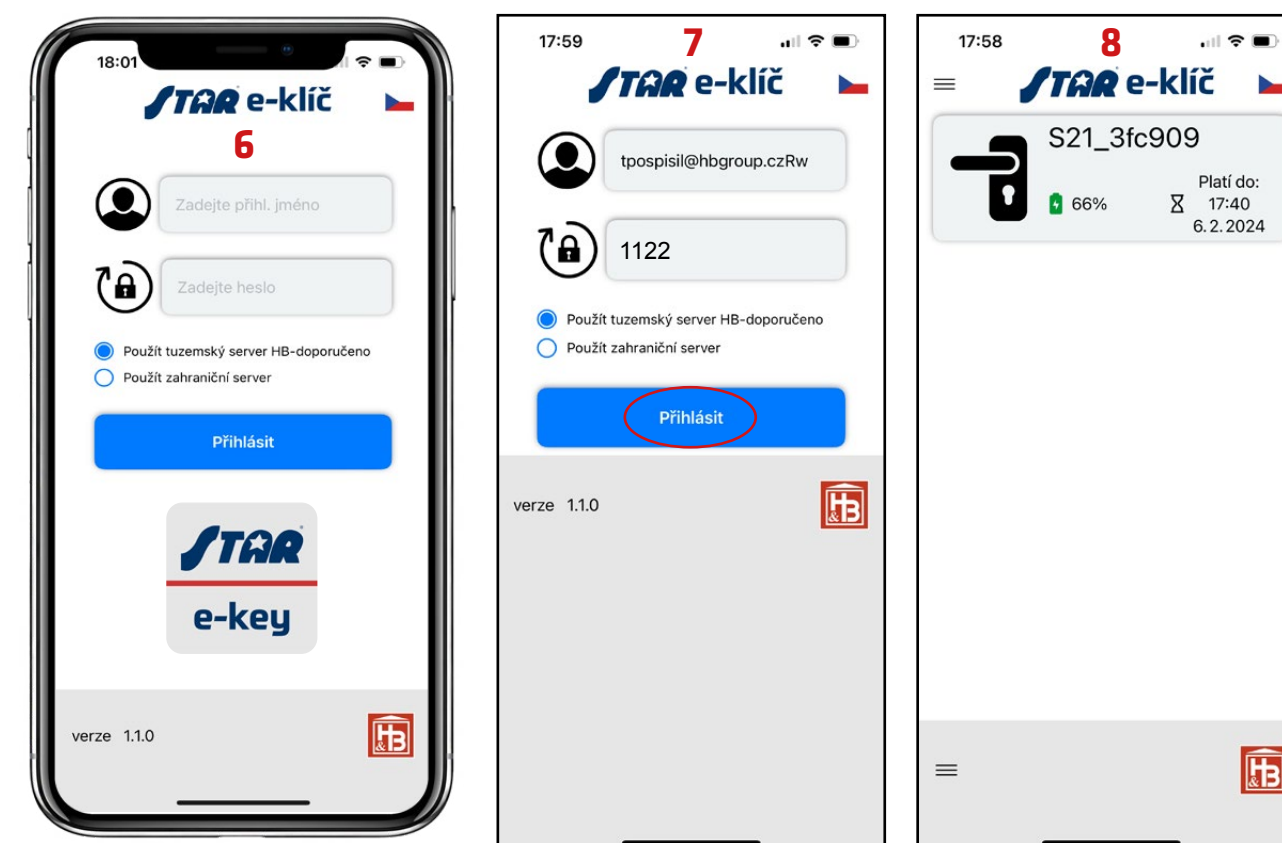 18:01
STAR e-klíč
6
Zadejte přihl. jméno
Zadejte heslo
Použít tuzemský server HB-doporučeno
Použít zahraniční server
Přihlásit
STAR
e-key
verze 1.1.0
H&B
17:59
7
STAR e-klíč
tpospisil@hbgroup.czRw
1122
Použít tuzemský server HB-doporučeno
Použít zahraniční server
Přihlásit
verze 1.1.0
H&B
17:58
8
STAR e-klíč
S21_3fc909
66%
Platí do:
17:40
6. 2. 2024
H&B